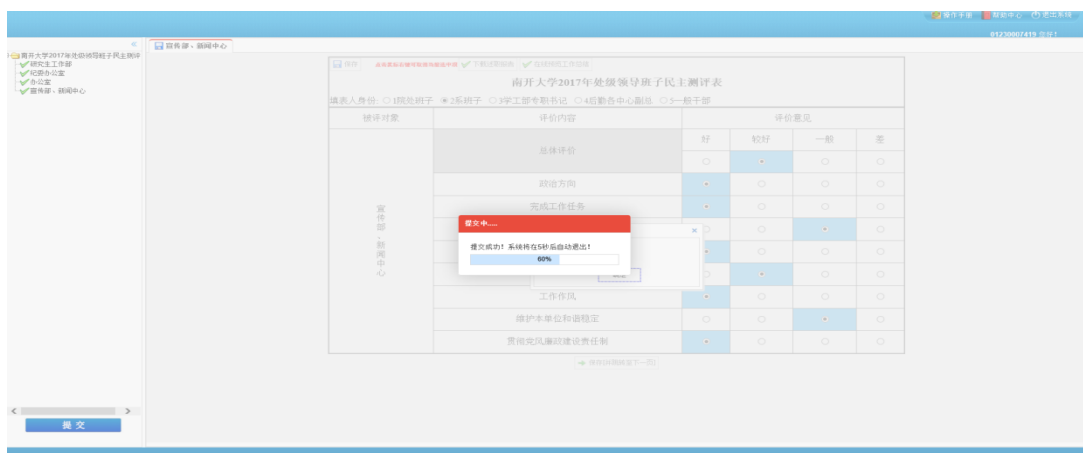 操作手册 帮助中心 退出系统
01230007419 您好！
宣传部、新闻中心
南开大学2017年处级领导班子民主测评
研究生工作部
纪委办公室
办公室
宣传部、新闻中心
保存
南开大学2017年处级领导班子民主测评表
填表人身份: 1院处班子 2系班子 3学工部专职书记 4后勤各中心副总 5一般干部
被评对象 评价内容 评价意见
好 较好 一般 差
总体评价
政治方向
完成工作任务
宣传部、新闻中心
提交中.....
提交成功！系统将在5秒后自动退出！
60%
工作作风
维护本单位和谐稳定
贯彻党风廉政建设责任制
提 交